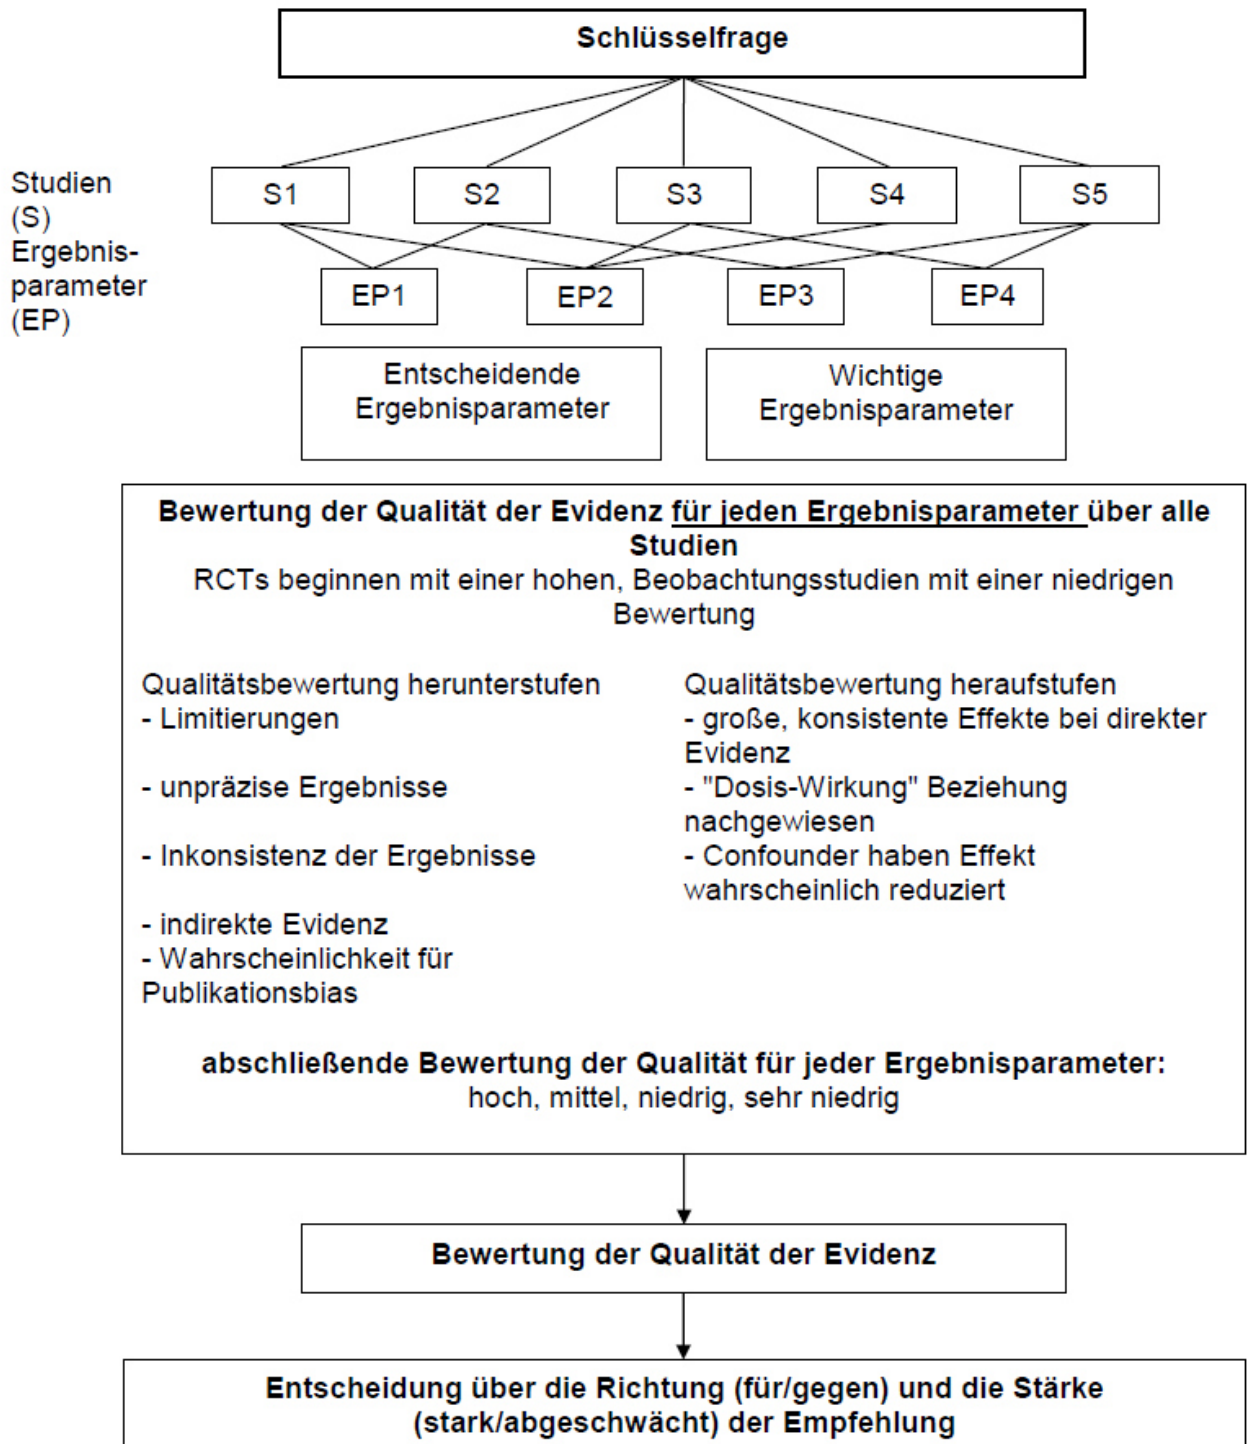 Schlüsselfrage
Studien
(S)
Ergebnis-
parameter
(EP)
S1 S2 S3 S4 S5
EP1 EP2 EP3 EP4
Entscheidende
Ergebnisparameter
Wichtige
Ergebnisparameter
Bewertung der Qualität der Evidenz für jeden Ergebnisparameter über alle
Studien
RCTs beginnen mit einer hohen, Beobachtungsstudien mit einer niedrigen
Bewertung
Qualitätsbewertung herunterstufen
- Limitierungen
- unpräzise Ergebnisse
- Inkonsistenz der Ergebnisse
- indirekte Evidenz
- Wahrscheinlichkeit für
Publikationsbias
Qualitätsbewertung heraufstufen
- große, konsistente Effekte bei direkter
Evidenz
- "Dosis-Wirkung" Beziehung
nachgewiesen
- Confounder haben Effekt
wahrscheinlich reduziert
abschließende Bewertung der Qualität für jeder Ergebnisparameter:
hoch, mittel, niedrig, sehr niedrig
Bewertung der Qualität der Evidenz
Entscheidung über die Richtung (für/gegen) und die Stärke
(stark/abgeschwächt) der Empfehlung